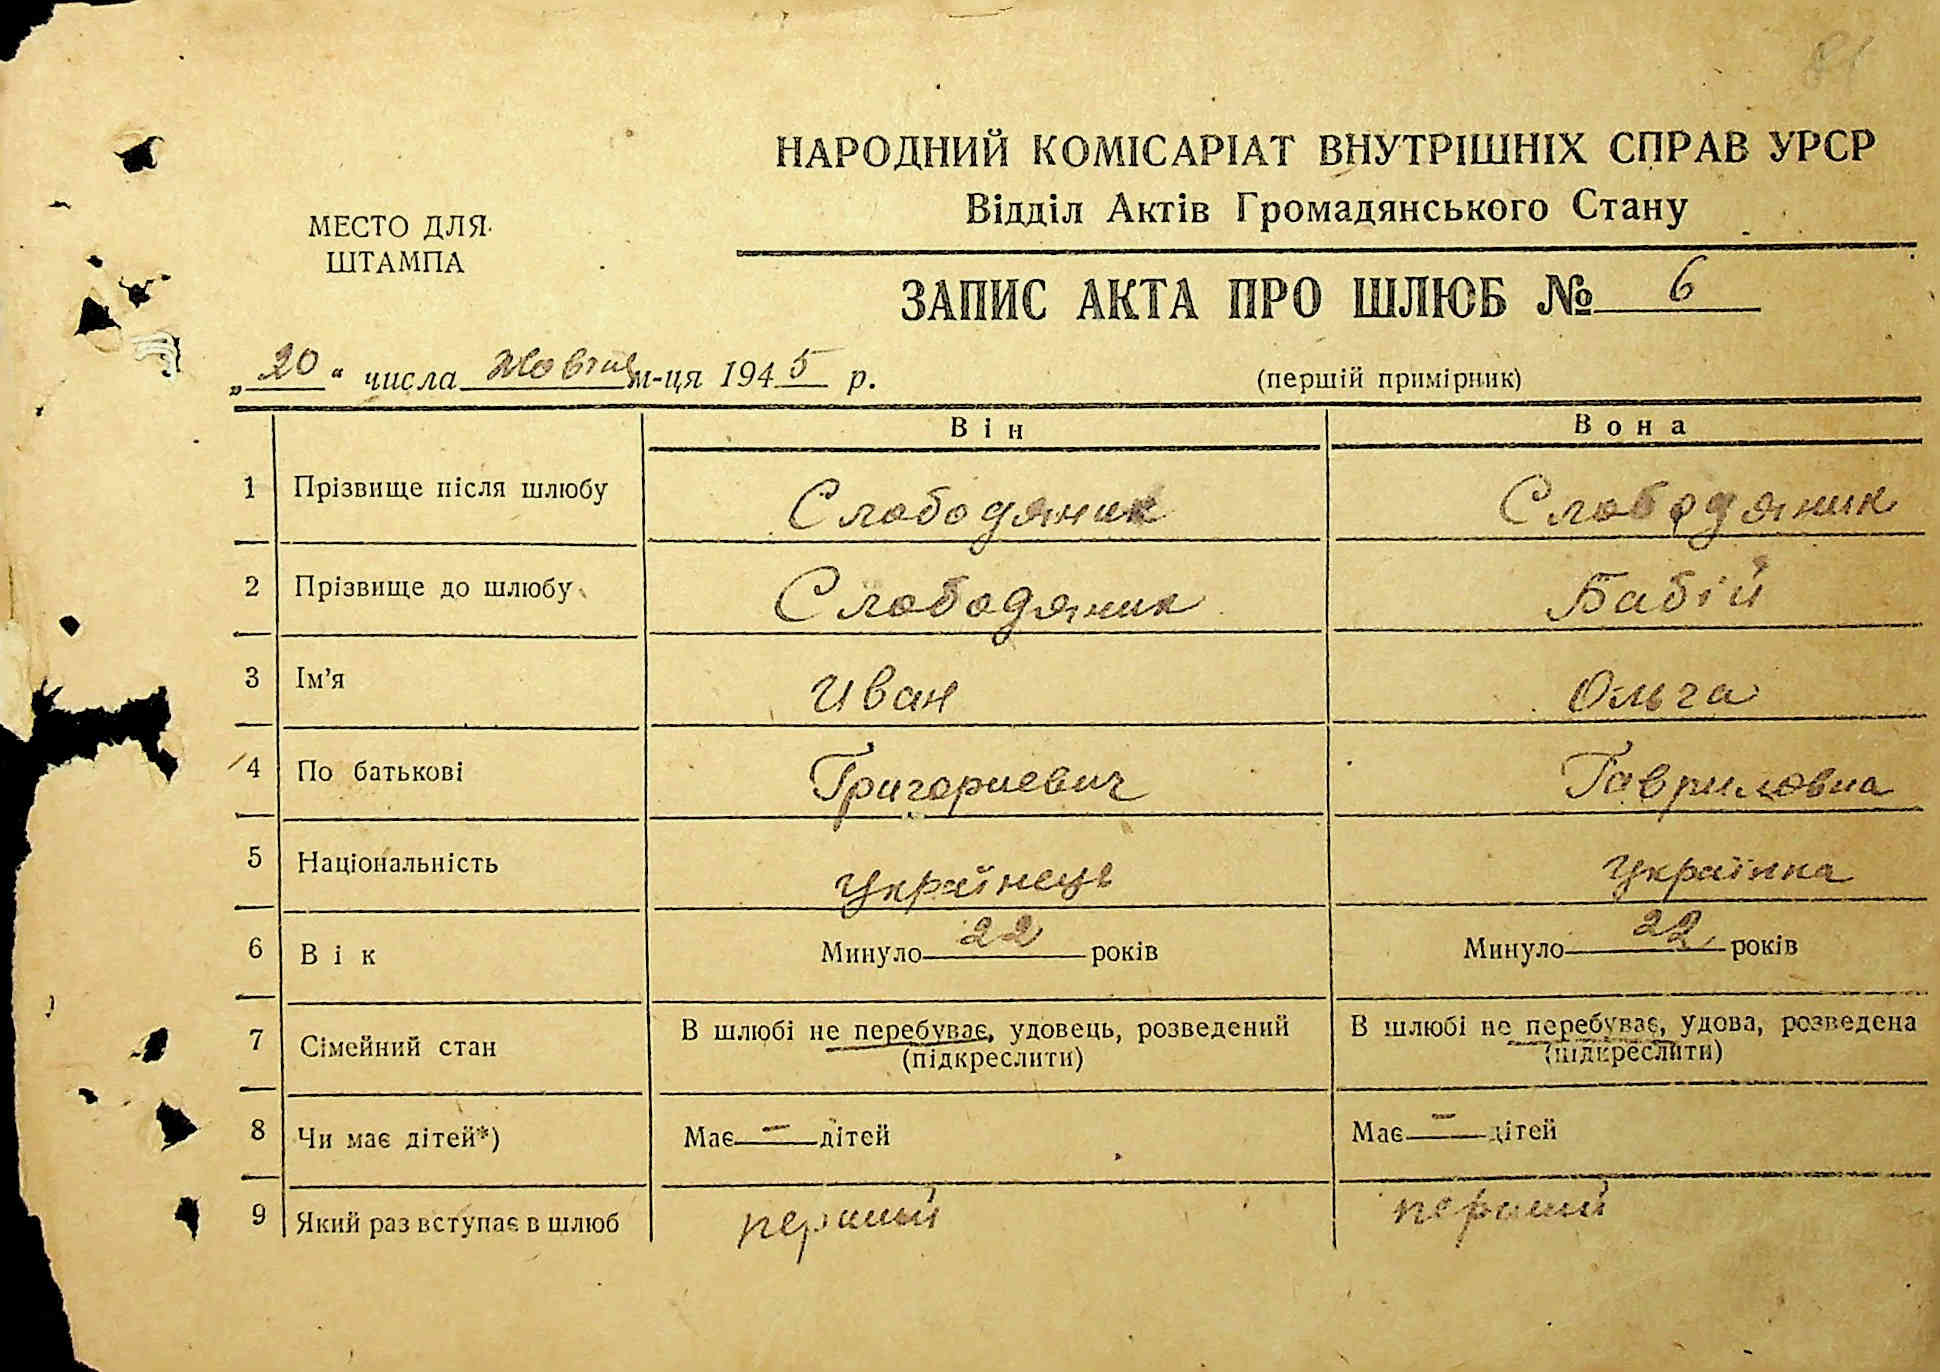 81
НАРОДНИЙ КОМІСАРІАТ ВНУТРІШНІХ СПРАВ УРСР
Відділ Актів Громадянського Стану
МЕСТО ДЛЯ
ШТАМПА
ЗАПИС АКТА ПРО ШЛЮБ № 6
„20“ числа Жовтня м-ця 1945 р. (першій примірник)
Він Вона
1 Прізвище після шлюбу Слободяник Слободяник
2 Прізвище до шлюбу Слободяник Бабій
3 Ім'я Иван Ольга
4 По батькові Григориевич Гавриловна
5 Національність Українець Українка
6 Вік Минуло 22 років Минуло 22 років
7 Сімейний стан В шлюбі не перебуває, удовець, розведений В шлюбі не перебуває, удова, розведена
(підкреслити) (підкреслити)
8 Чи має дітей*) Має — дітей Має — дітей
9 Який раз вступає в шлюб перший перший